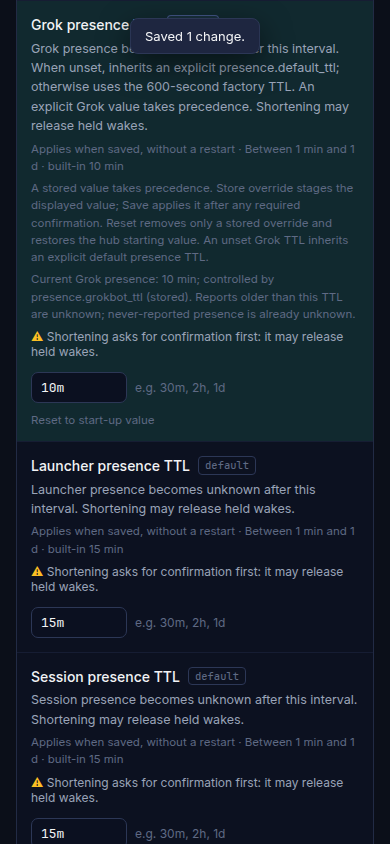 Grok presence
Saved 1 change.
Grok presence be r this interval.
When unset, inherits an explicit presence.default_ttl;
otherwise uses the 600-second factory TTL. An
explicit Grok value takes precedence. Shortening may
release held wakes.
Applies when saved, without a restart · Between 1 min and 1
d · built-in 10 min
A stored value takes precedence. Store override stages the
displayed value; Save applies it after any required
confirmation. Reset removes only a stored override and
restores the hub starting value. An unset Grok TTL inherits
an explicit default presence TTL.
Current Grok presence: 10 min; controlled by
presence.grokbot_ttl (stored). Reports older than this TTL
are unknown; never-reported presence is already unknown.
⚠ Shortening asks for confirmation first: it may release
held wakes.
10m e.g. 30m, 2h, 1d
Reset to start-up value
Launcher presence TTL default
Launcher presence becomes unknown after this
interval. Shortening may release held wakes.
Applies when saved, without a restart · Between 1 min and 1
d · built-in 15 min
⚠ Shortening asks for confirmation first: it may release
held wakes.
15m e.g. 30m, 2h, 1d
Session presence TTL default
Session presence becomes unknown after this interval.
Shortening may release held wakes.
Applies when saved, without a restart · Between 1 min and 1
d · built-in 15 min
⚠ Shortening asks for confirmation first: it may release
held wakes.
15m e.g. 30m, 2h, 1d